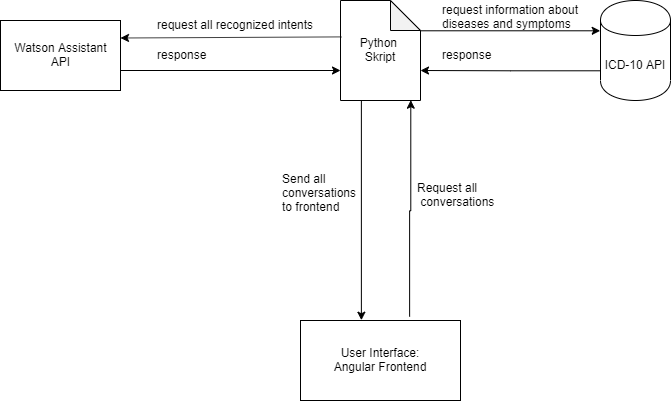 request all recognized intents
request information about
diseases and symptoms
Watson Assistant
API
response
Python
Skript
response
ICD-10 API
Send all
conversations
to frontend
Request all
conversations
User Interface:
Angular Frontend